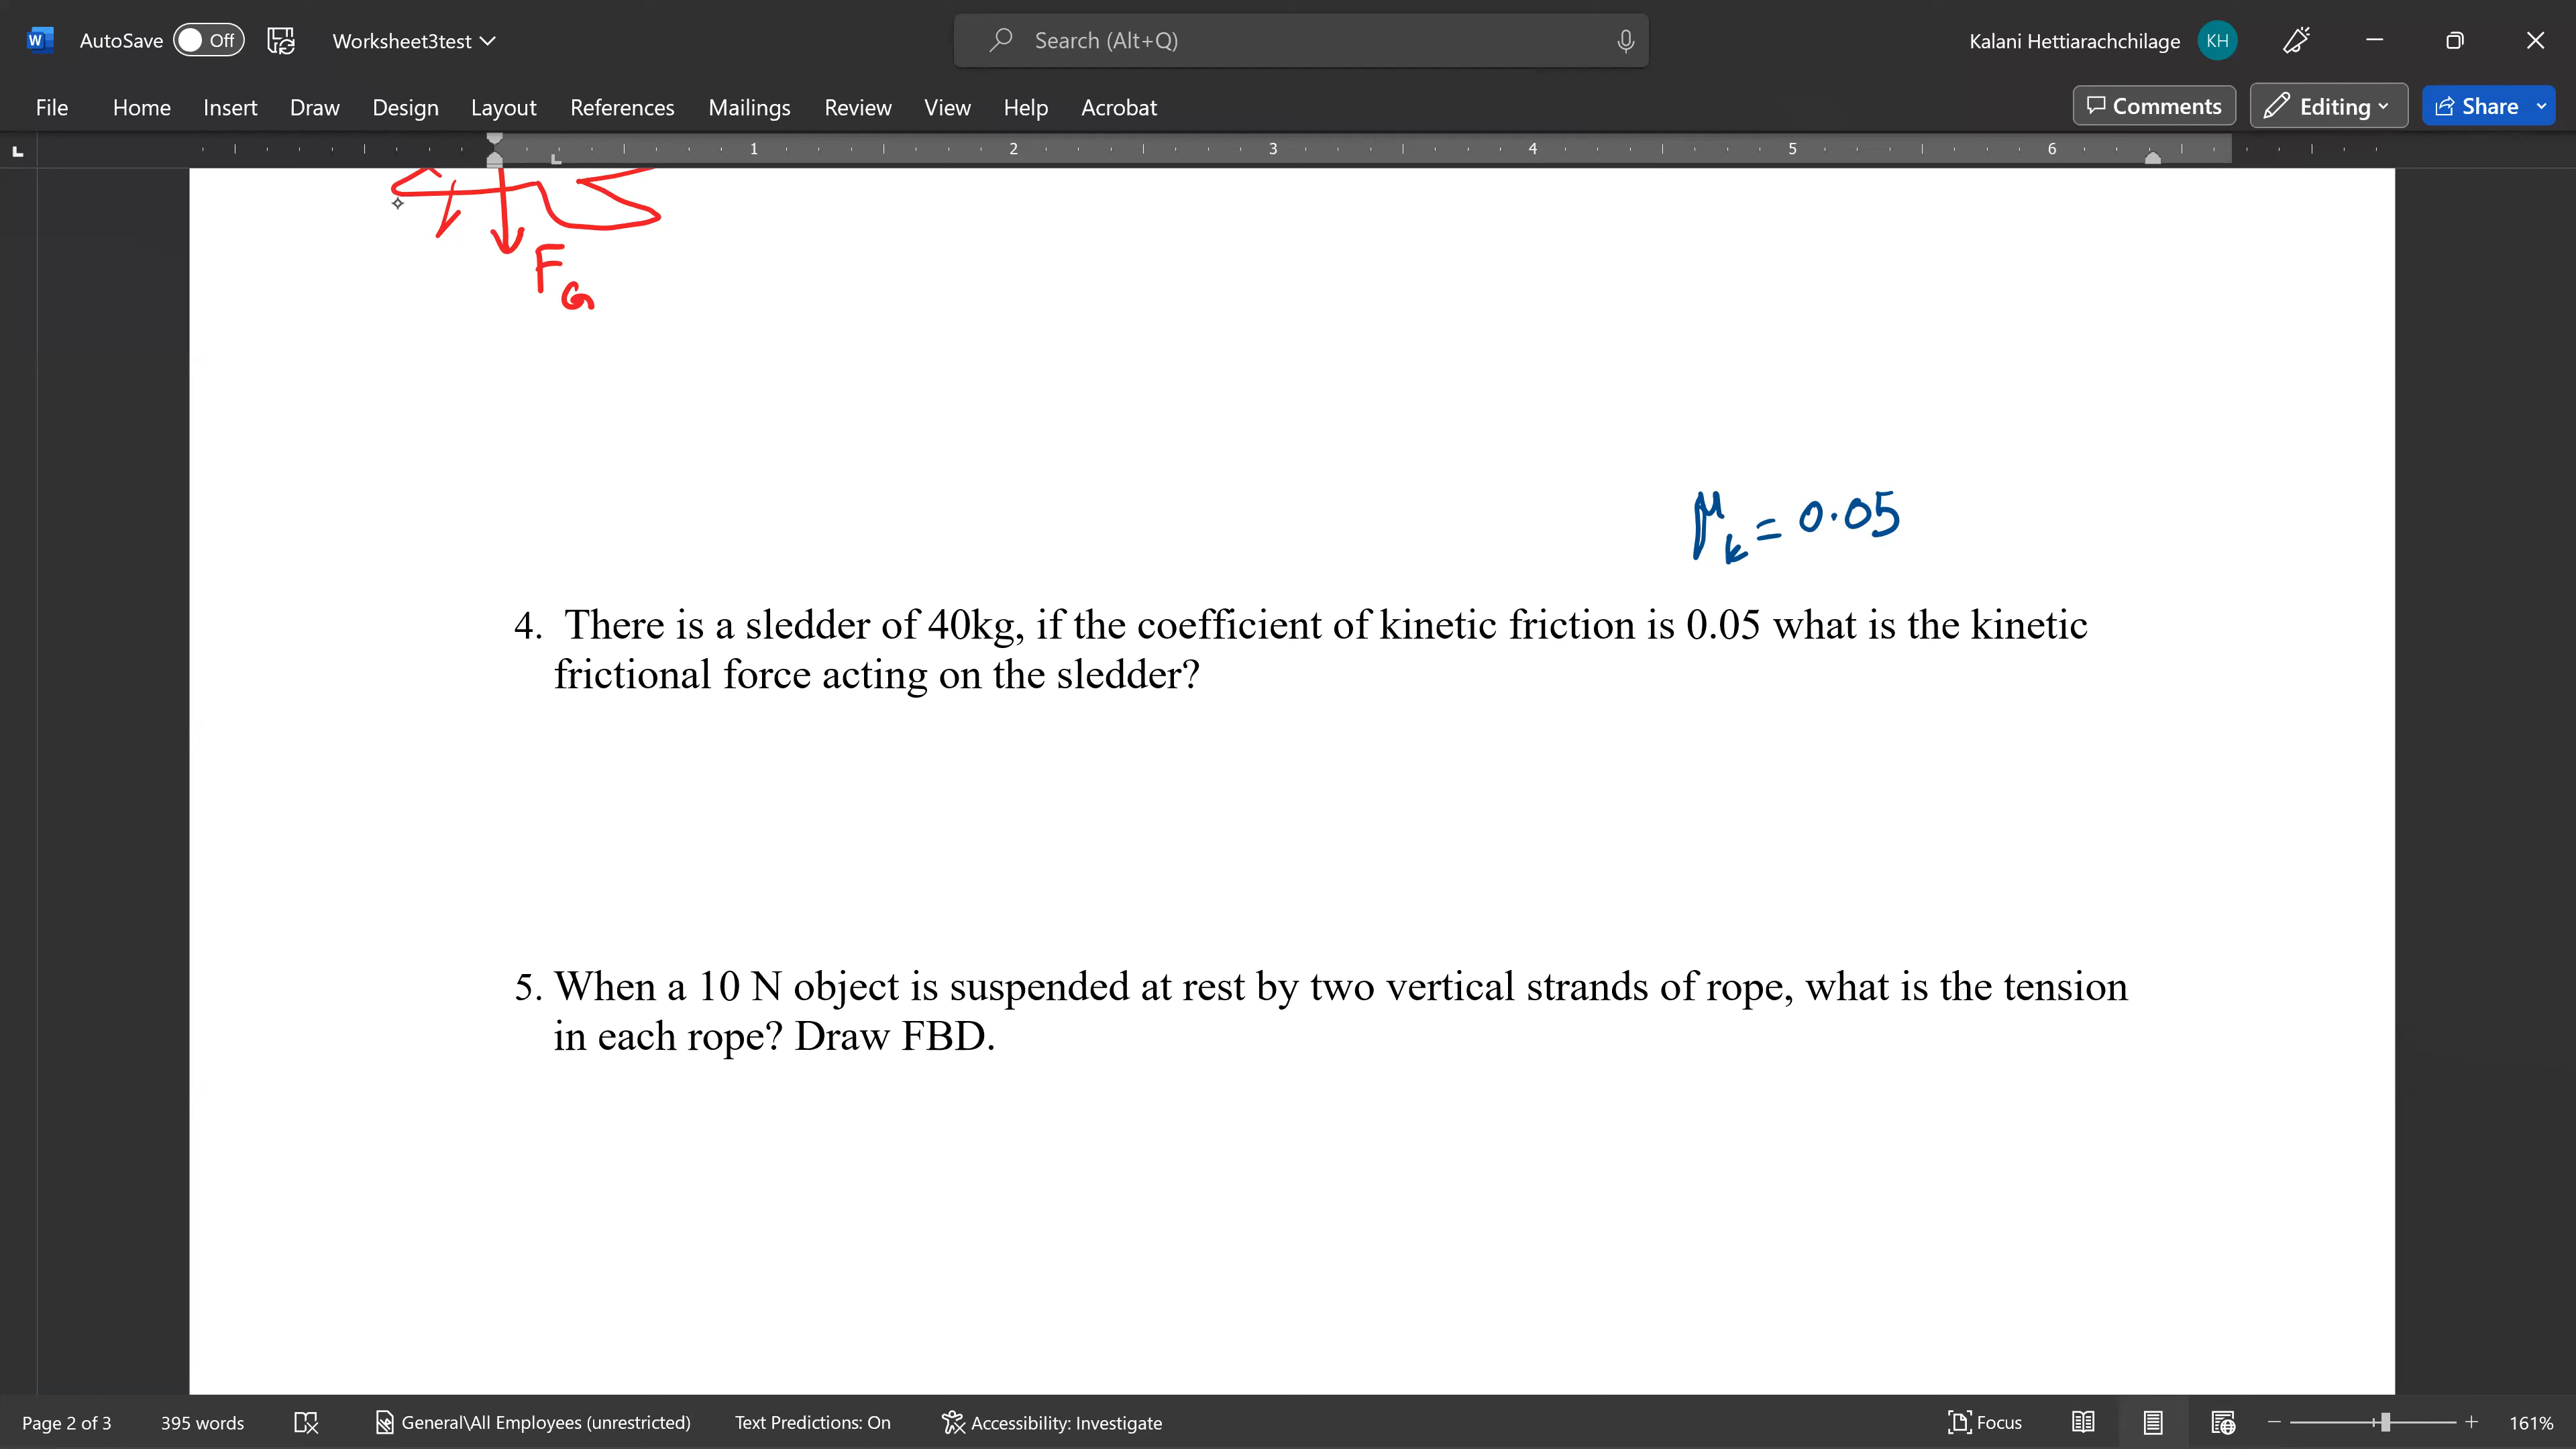 AutoSave Off Worksheet3test Search (Alt+Q) Kalani Hettiarachchilage KH
File Home Insert Draw Design Layout References Mailings Review View Help Acrobat Comments Editing Share
1 2 3 4 5 6
F_G
μ_k = 0.05
4. There is a sledder of 40kg, if the coefficient of kinetic friction is 0.05 what is the kinetic
frictional force acting on the sledder?
5. When a 10 N object is suspended at rest by two vertical strands of rope, what is the tension
in each rope? Draw FBD.
Page 2 of 3 395 words General\All Employees (unrestricted) Text Predictions: On Accessibility: Investigate Focus 161%